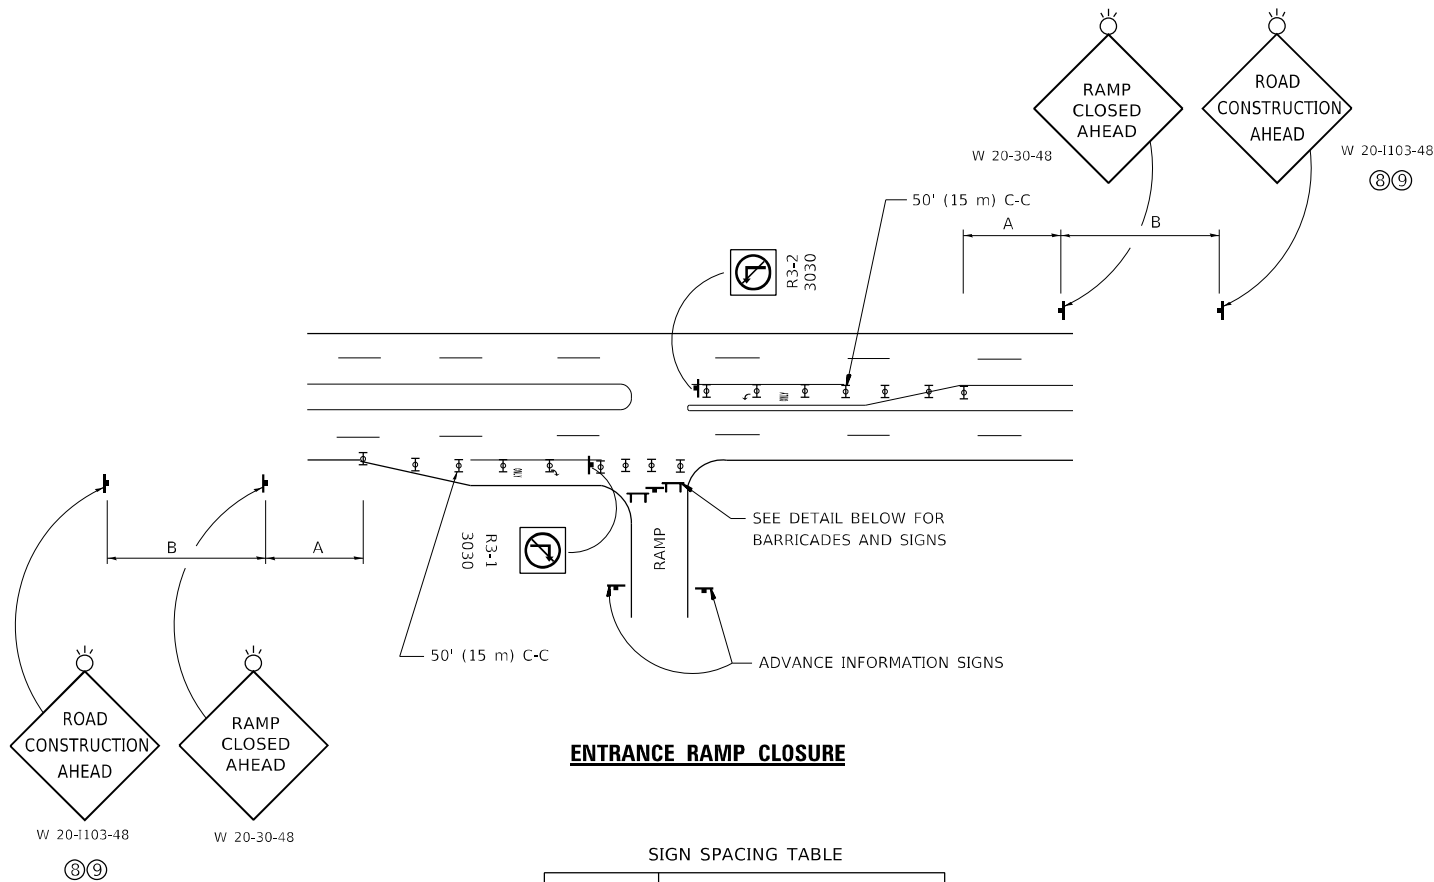 RAMP
CLOSED
AHEAD
W 20-30-48
ROAD
CONSTRUCTION
AHEAD
W 20-I103-48
⑧⑨
50' (15 m) C-C
A
B
R3-2
3030
ONLY
ONLY
R3-1
3030
RAMP
SEE DETAIL BELOW FOR
BARRICADES AND SIGNS
B
A
50' (15 m) C-C
ADVANCE INFORMATION SIGNS
ROAD
CONSTRUCTION
AHEAD
W 20-I103-48
⑧⑨
RAMP
CLOSED
AHEAD
W 20-30-48
ENTRANCE RAMP CLOSURE
SIGN SPACING TABLE